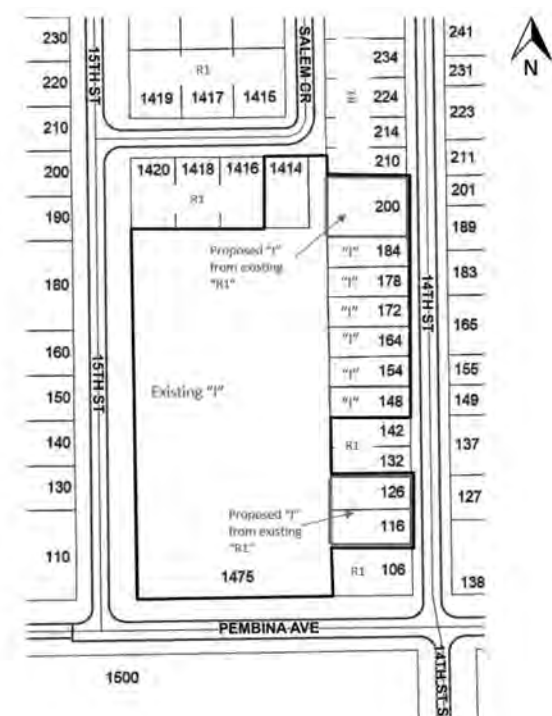 230
220
210
200
190
180
160
150
140
130
110
15TH ST
15TH ST
R1
1419 1417 1415
SALEM CR
1420 1418 1416 1414
R1
234
224
214
210
200
"I" 184
"I" 178
"I" 172
"I" 164
"I" 154
"I" 148
142
R1
132
126
116
R1 106
Proposed "I"
from existing
"R1"
Existing "I"
Proposed "I"
from existing
"R1"
1475
14TH ST
241
231
223
211
201
189
183
165
155
149
137
127
138
N
PEMBINA AVE
14TH ST S
1500